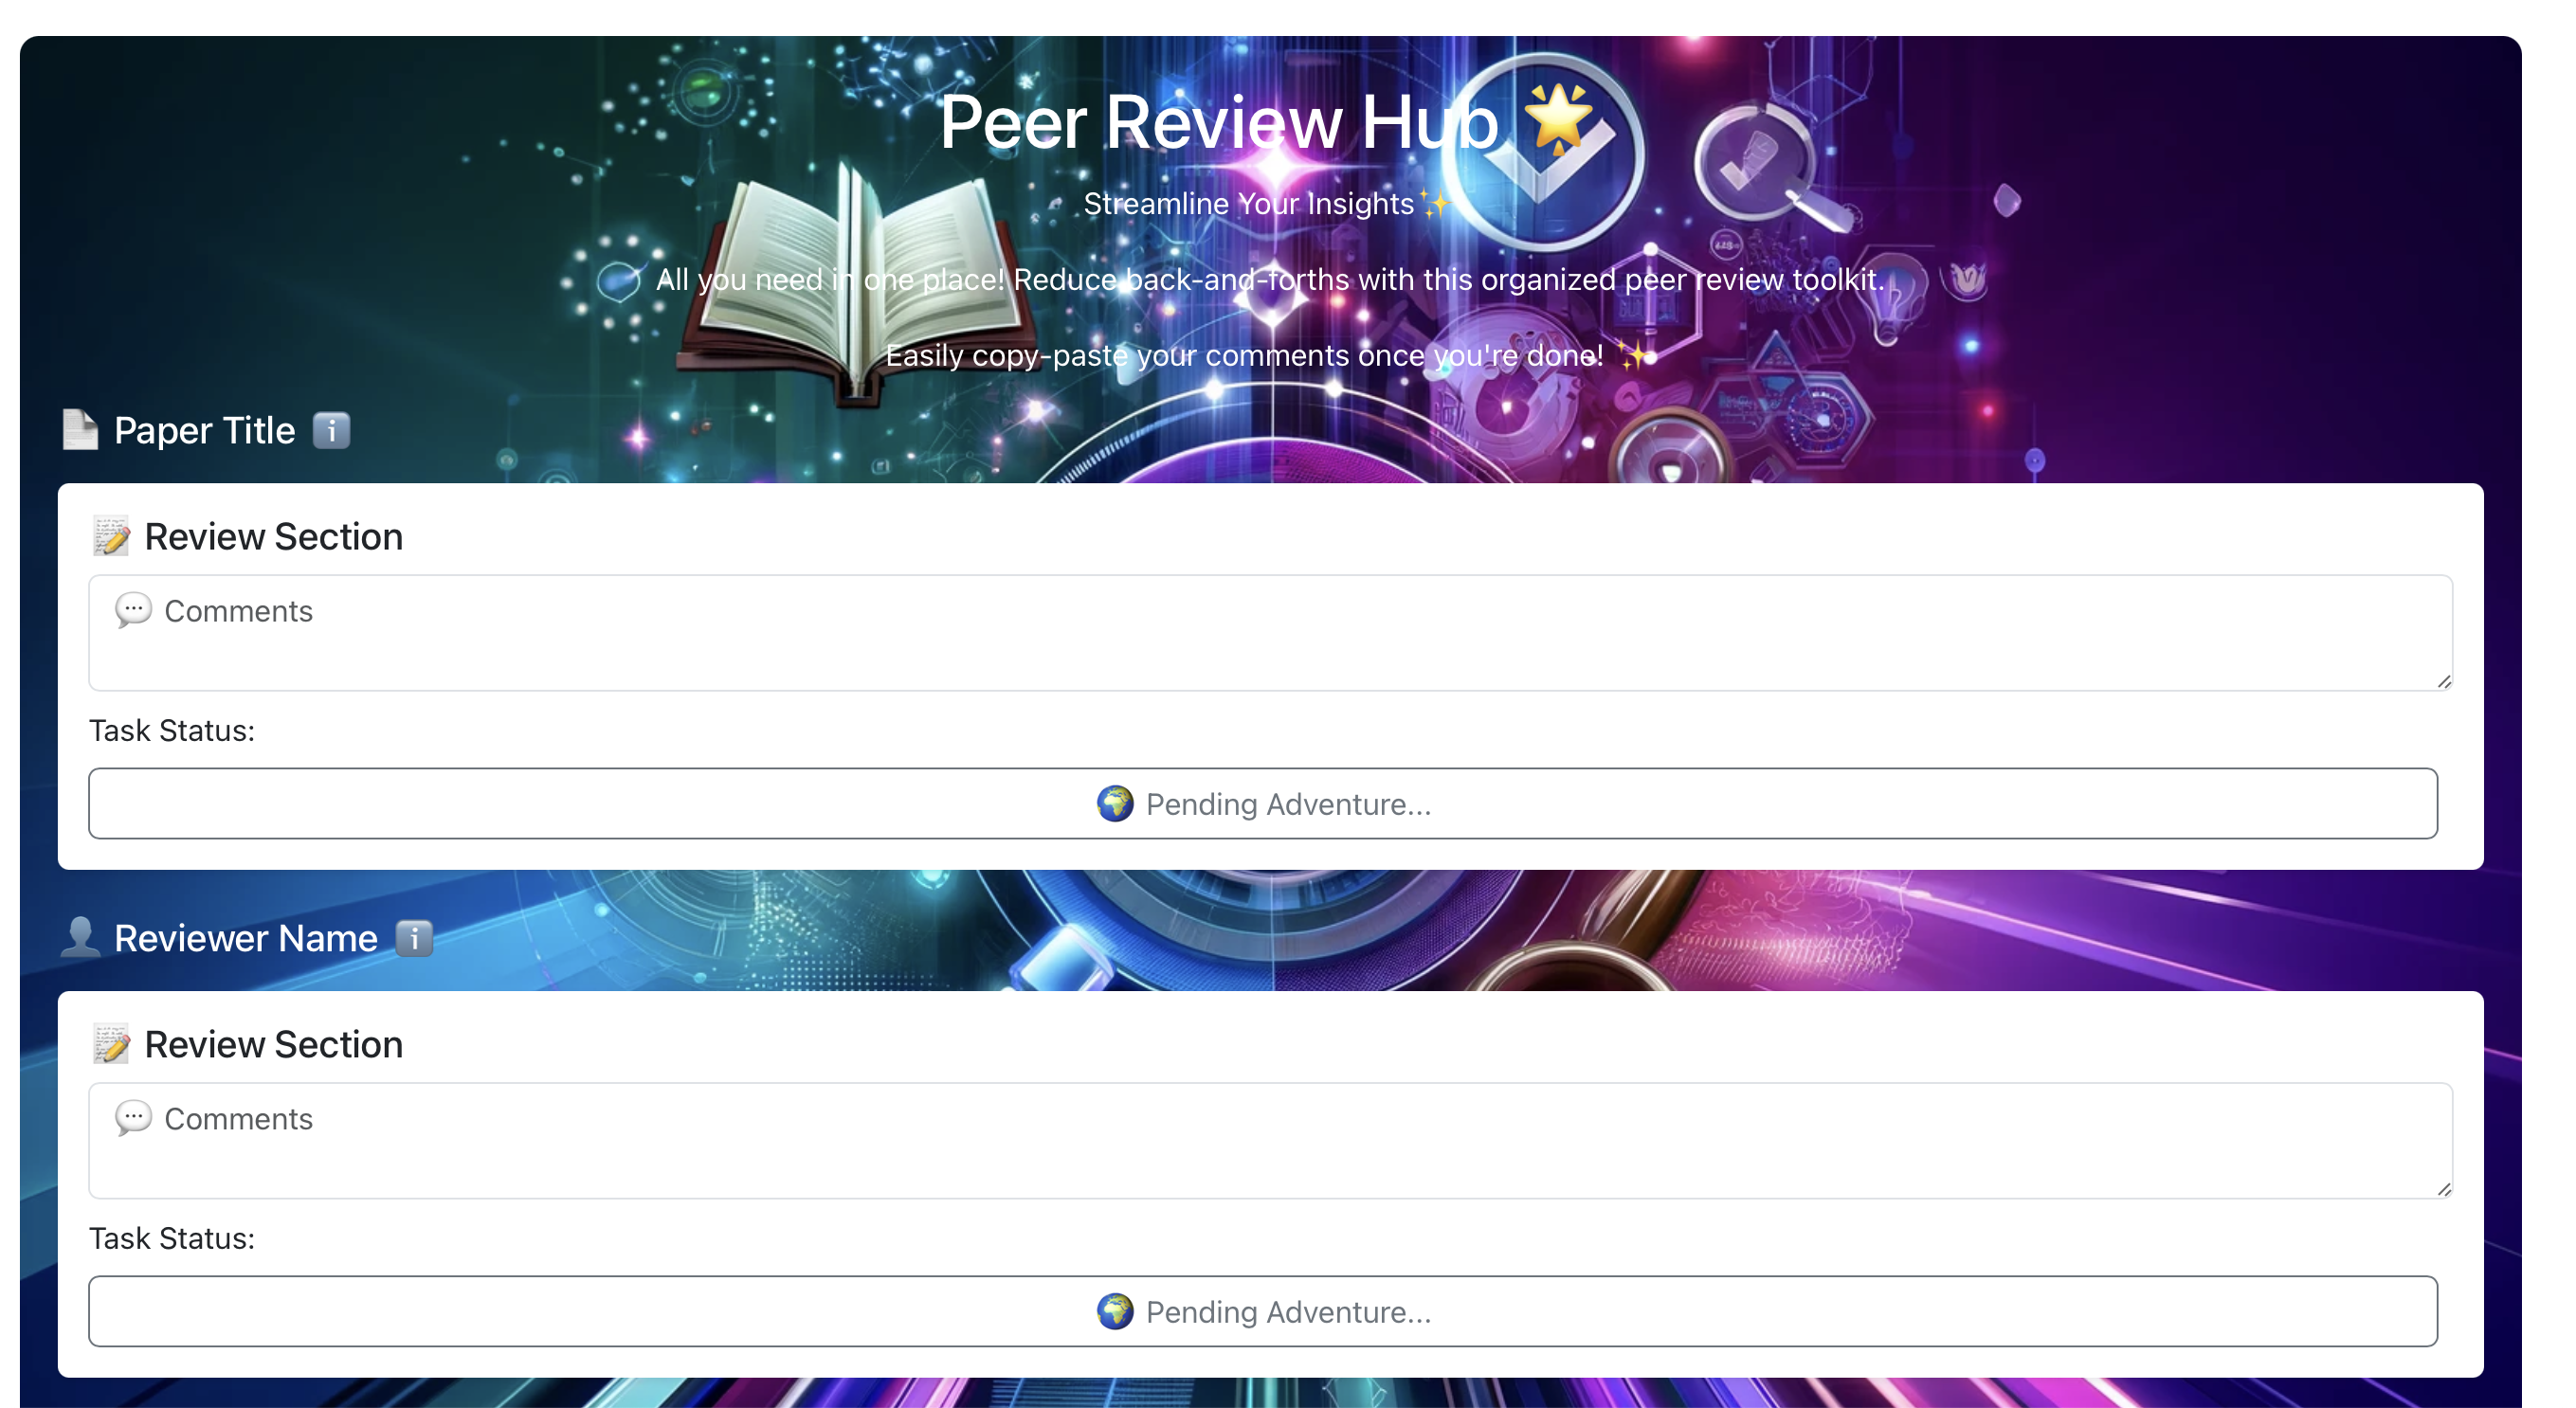 Peer Review Hub 🌟
Streamline Your Insights ✨
All you need in one place! Reduce back-and-forths with this organized peer review toolkit.
Easily copy-paste your comments once you're done! ✨
📄 Paper Title ℹ️
📝 Review Section
💬 Comments
Task Status:
🌍 Pending Adventure...
👤 Reviewer Name ℹ️
📝 Review Section
💬 Comments
Task Status:
🌍 Pending Adventure...